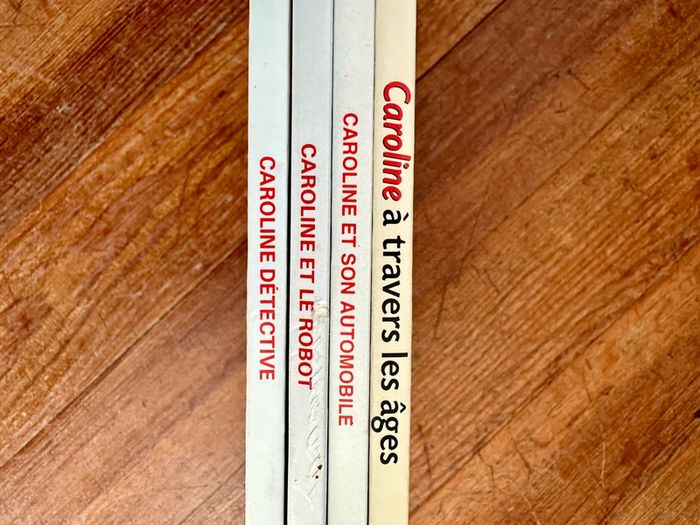 CAROLINE DÉTECTIVE
CAROLINE ET LE ROBOT
CAROLINE ET SON AUTOMOBILE
Caroline à travers les âges